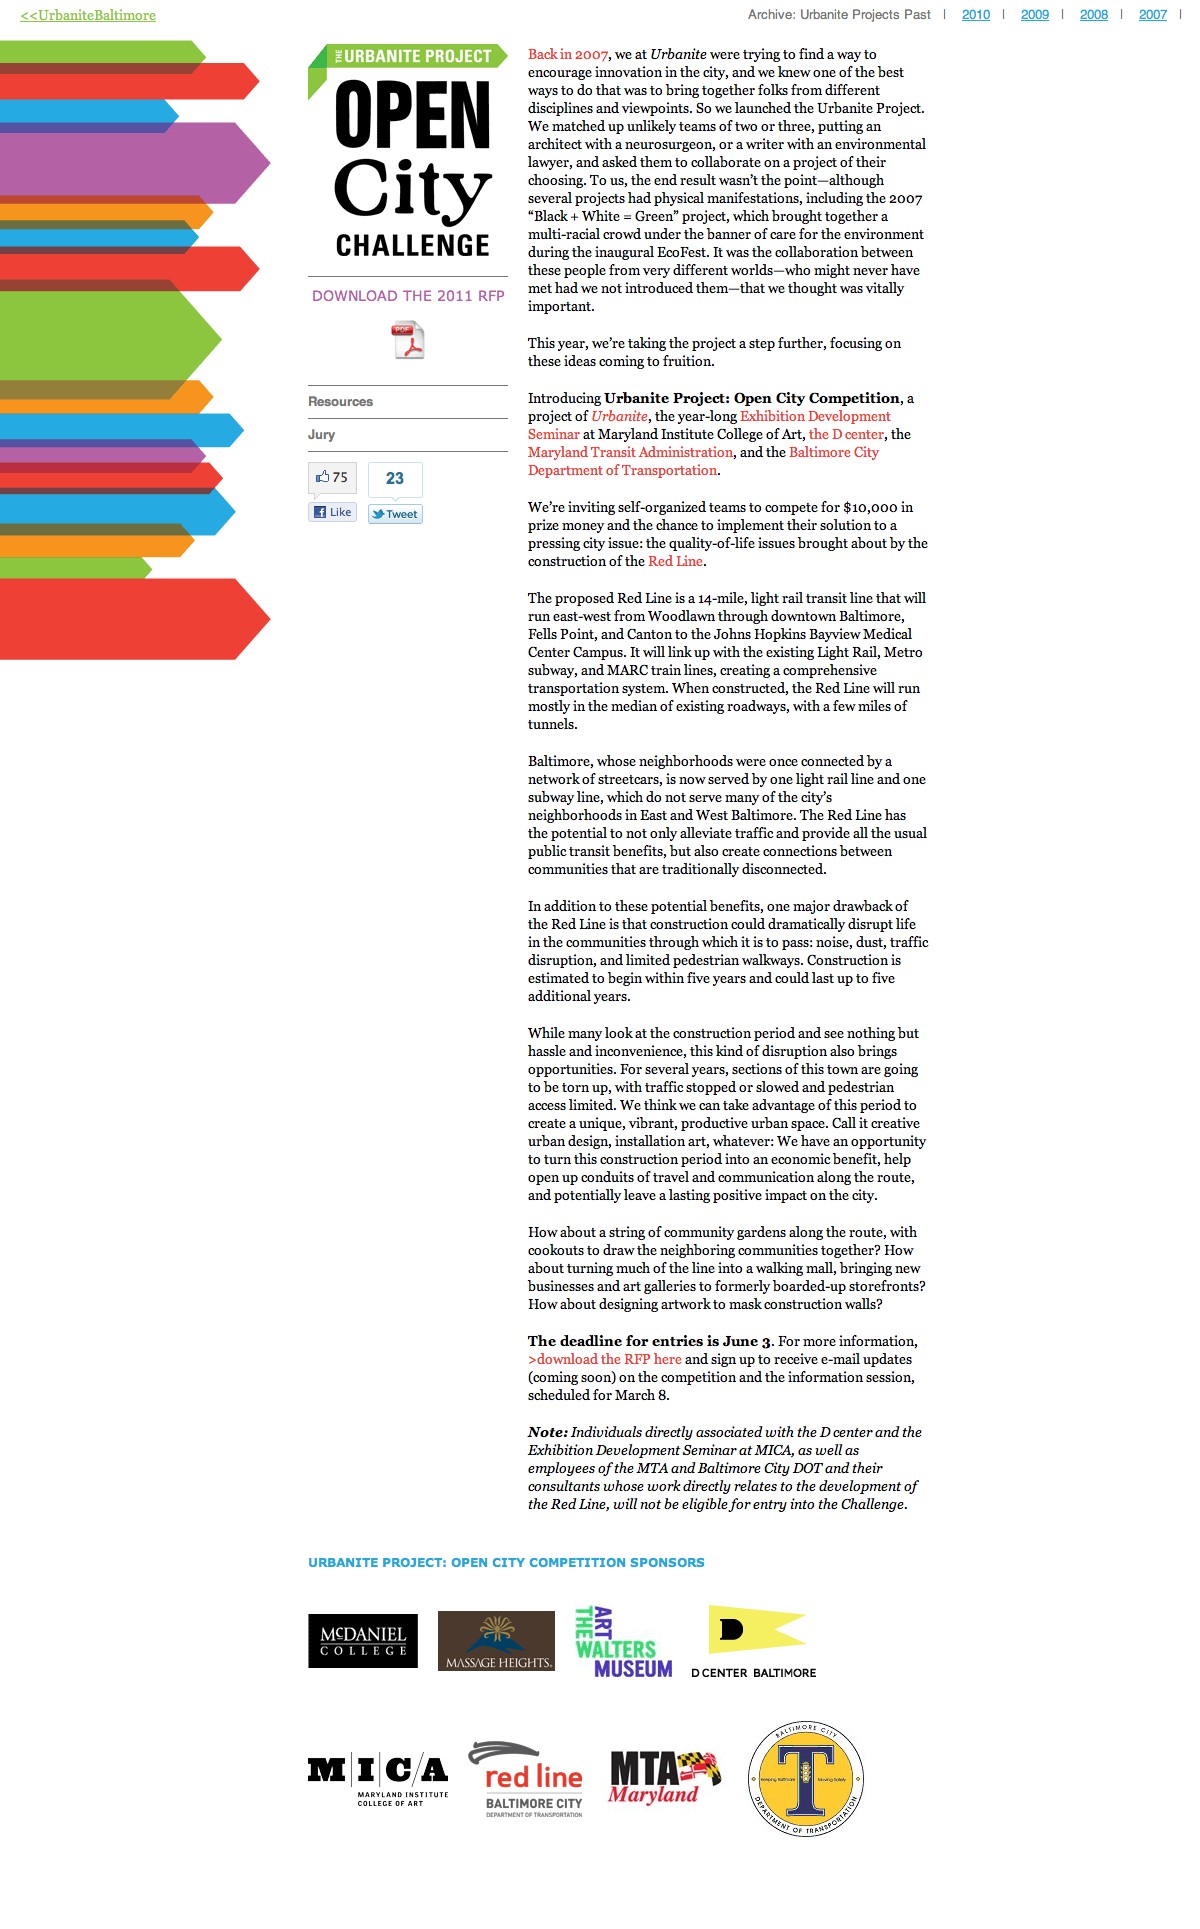 <<UrbaniteBaltimore
Archive: Urbanite Projects Past | 2010 | 2009 | 2008 | 2007 |
THE URBANITE PROJECT
OPEN
City
CHALLENGE
DOWNLOAD THE 2011 RFP
PDF
Resources
Jury
75
23
Like
Tweet
Back in 2007, we at Urbanite were trying to find a way to
encourage innovation in the city, and we knew one of the best
ways to do that was to bring together folks from different
disciplines and viewpoints. So we launched the Urbanite Project.
We matched up unlikely teams of two or three, putting an
architect with a neurosurgeon, or a writer with an environmental
lawyer, and asked them to collaborate on a project of their
choosing. To us, the end result wasn’t the point—although
several projects had physical manifestations, including the 2007
“Black + White = Green” project, which brought together a
multi-racial crowd under the banner of care for the environment
during the inaugural EcoFest. It was the collaboration between
these people from very different worlds—who might never have
met had we not introduced them—that we thought was vitally
important.
This year, we’re taking the project a step further, focusing on
these ideas coming to fruition.
Introducing Urbanite Project: Open City Competition, a
project of Urbanite, the year-long Exhibition Development
Seminar at Maryland Institute College of Art, the D center, the
Maryland Transit Administration, and the Baltimore City
Department of Transportation.
We’re inviting self-organized teams to compete for $10,000 in
prize money and the chance to implement their solution to a
pressing city issue: the quality-of-life issues brought about by the
construction of the Red Line.
The proposed Red Line is a 14-mile, light rail transit line that will
run east-west from Woodlawn through downtown Baltimore,
Fells Point, and Canton to the Johns Hopkins Bayview Medical
Center Campus. It will link up with the existing Light Rail, Metro
subway, and MARC train lines, creating a comprehensive
transportation system. When constructed, the Red Line will run
mostly in the median of existing roadways, with a few miles of
tunnels.
Baltimore, whose neighborhoods were once connected by a
network of streetcars, is now served by one light rail line and one
subway line, which do not serve many of the city’s
neighborhoods in East and West Baltimore. The Red Line has
the potential to not only alleviate traffic and provide all the usual
public transit benefits, but also create connections between
communities that are traditionally disconnected.
In addition to these potential benefits, one major drawback of
the Red Line is that construction could dramatically disrupt life
in the communities through which it is to pass: noise, dust, traffic
disruption, and limited pedestrian walkways. Construction is
estimated to begin within five years and could last up to five
additional years.
While many look at the construction period and see nothing but
hassle and inconvenience, this kind of disruption also brings
opportunities. For several years, sections of this town are going
to be torn up, with traffic stopped or slowed and pedestrian
access limited. We think we can take advantage of this period to
create a unique, vibrant, productive urban space. Call it creative
urban design, installation art, whatever: We have an opportunity
to turn this construction period into an economic benefit, help
open up conduits of travel and communication along the route,
and potentially leave a lasting positive impact on the city.
How about a string of community gardens along the route, with
cookouts to draw the neighboring communities together? How
about turning much of the line into a walking mall, bringing new
businesses and art galleries to formerly boarded-up storefronts?
How about designing artwork to mask construction walls?
The deadline for entries is June 3. For more information,
>download the RFP here and sign up to receive e-mail updates
(coming soon) on the competition and the information session,
scheduled for March 8.
Note: Individuals directly associated with the D center and the
Exhibition Development Seminar at MICA, as well as
employees of the MTA and Baltimore City DOT and their
consultants whose work directly relates to the development of
the Red Line, will not be eligible for entry into the Challenge.
URBANITE PROJECT: OPEN CITY COMPETITION SPONSORS
McDANIEL
COLLEGE
MASSAGE HEIGHTS.
THE
ART
WALTERS
MUSEUM
D
D CENTER BALTIMORE
M|I|C/A
MARYLAND INSTITUTE
COLLEGE OF ART
red line
BALTIMORE CITY
DEPARTMENT OF TRANSPORTATION
MTA
Maryland
BALTIMORE CITY
Keeping Baltimore
Moving Safely
T
DEPARTMENT OF TRANSPORTATION